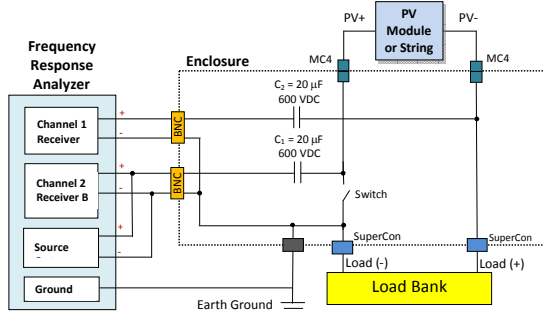 PV+
PV
Module
or String
PV-
Frequency
Response
Analyzer
Enclosure
MC4
MC4
C₂ = 20 µF
600 VDC
Channel 1
Receiver
+
-
BNC
C₁ = 20 µF
600 VDC
Channel 2
Receiver B
+
-
BNC
Switch
Source
+
-
SuperCon
SuperCon
Load (-)
Load (+)
Ground
Earth Ground
Load Bank